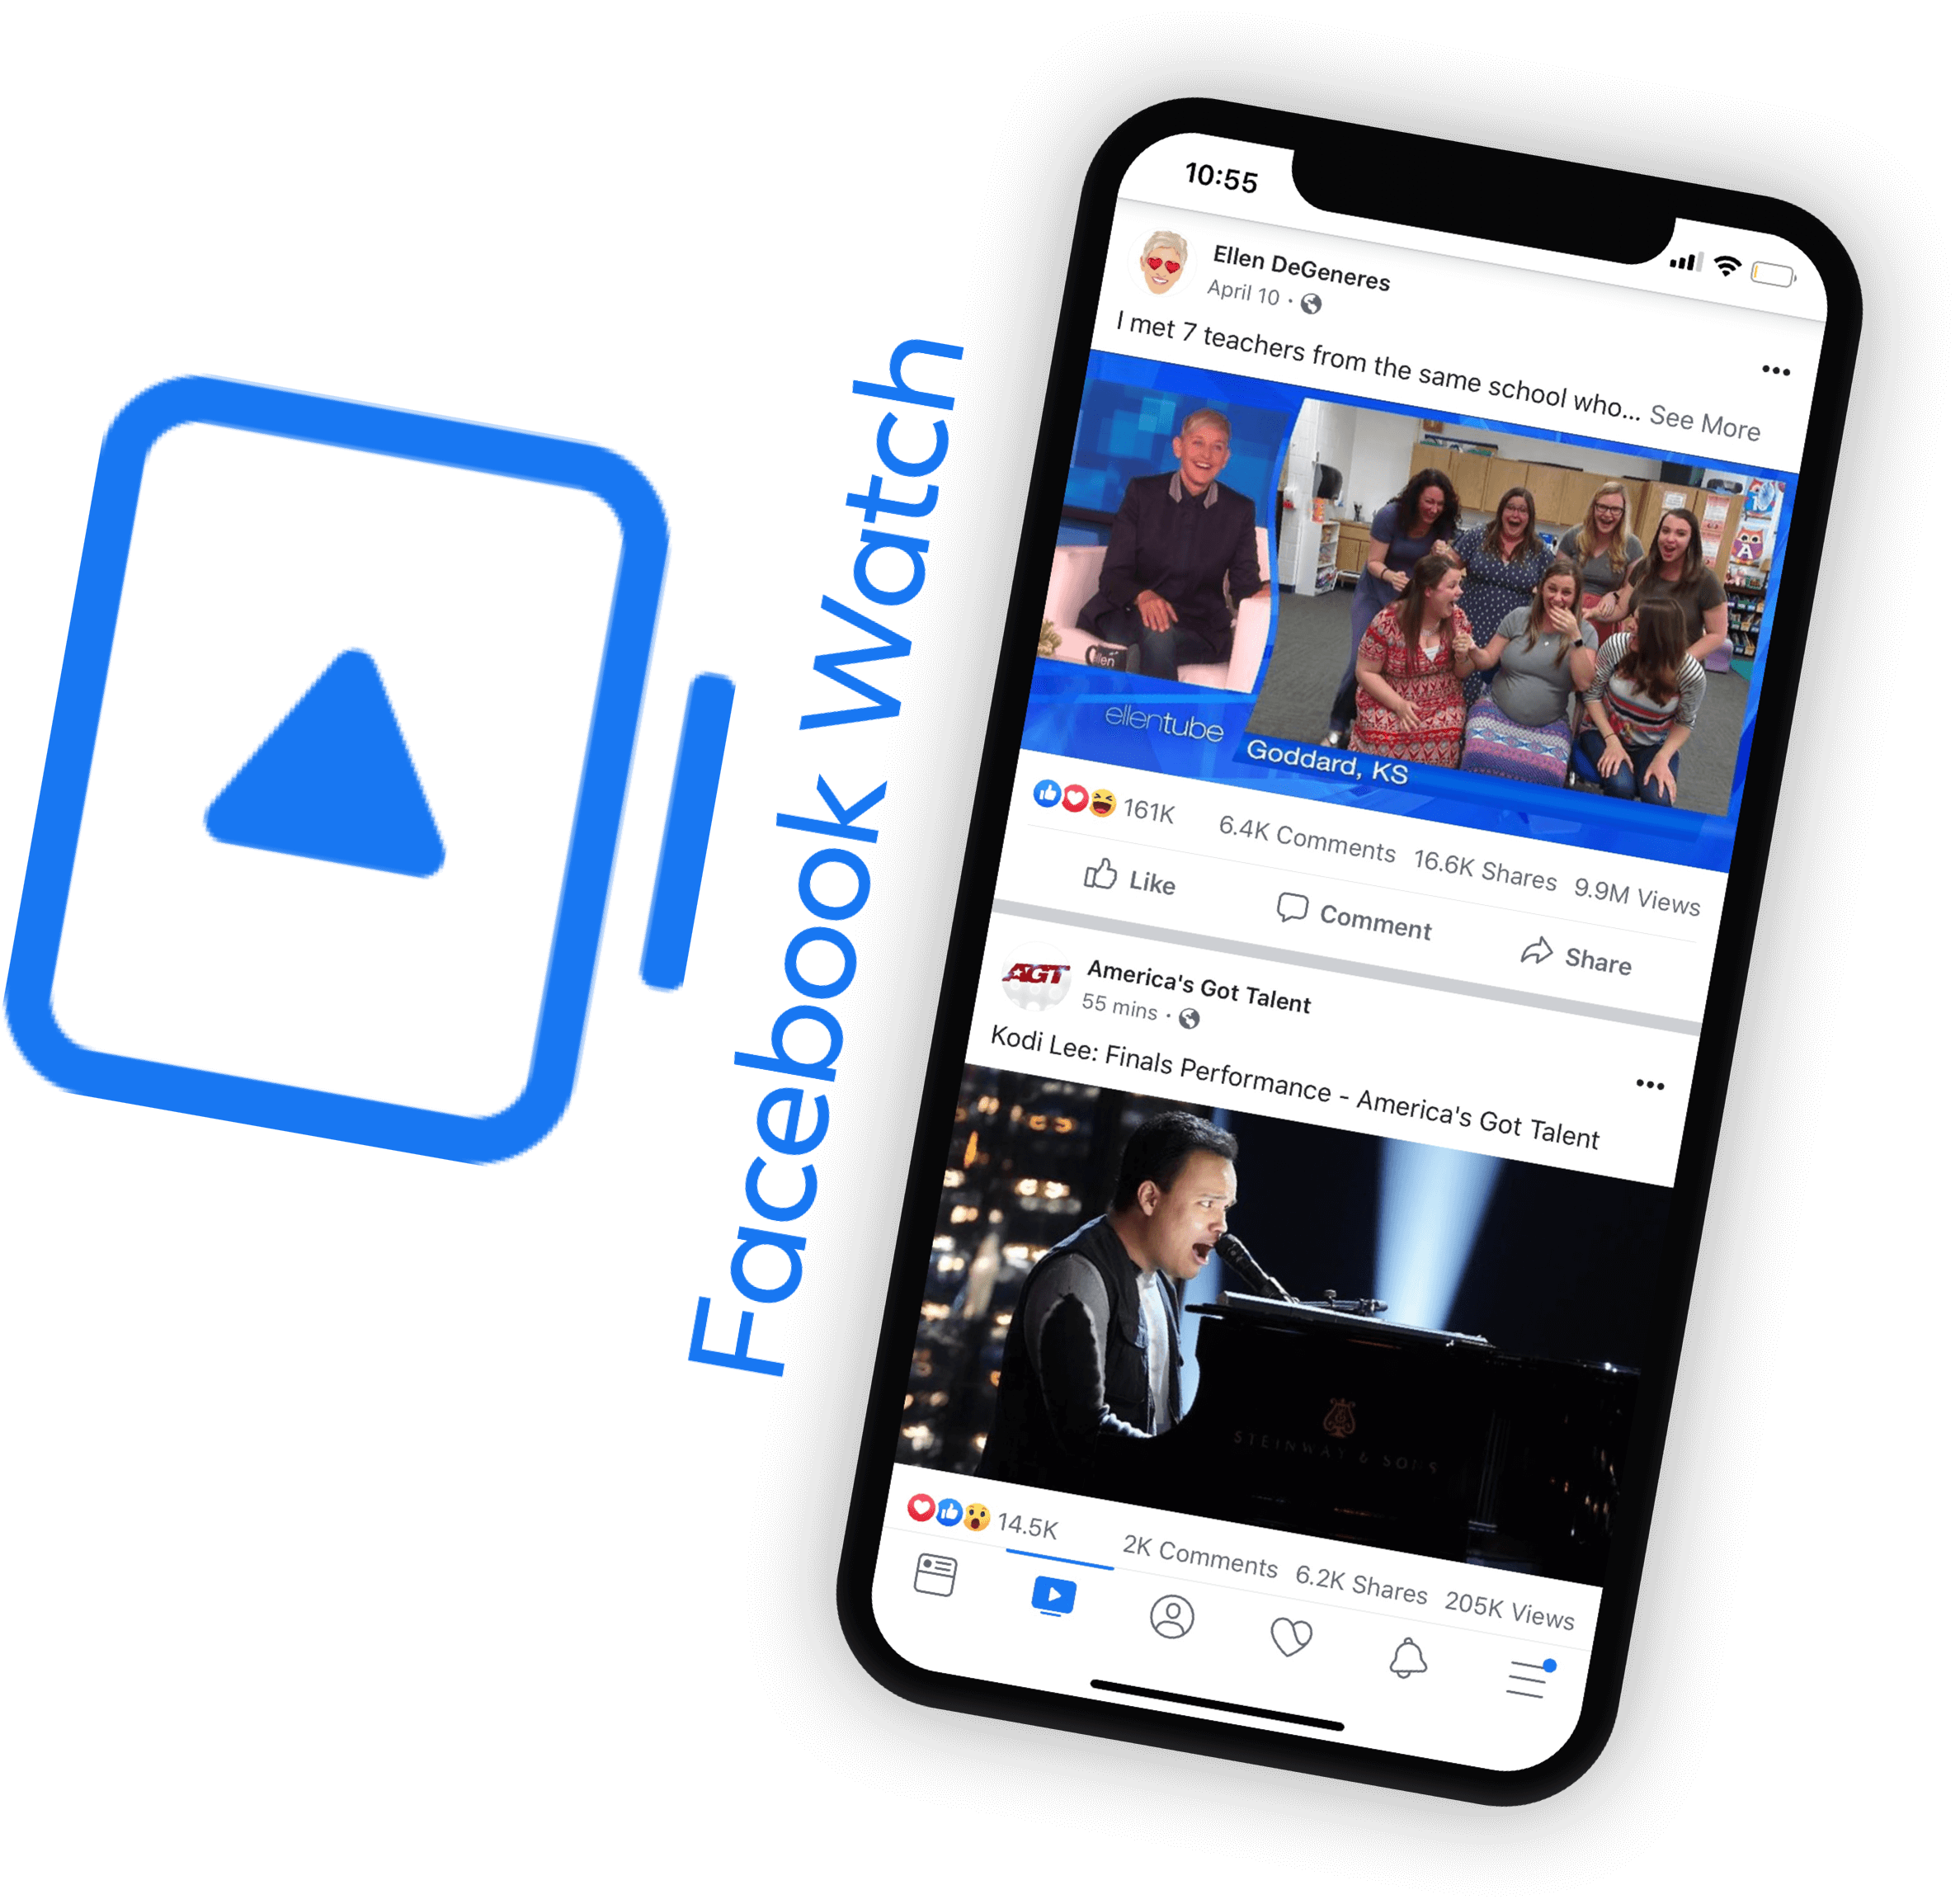 Facebook Watch
10:55
Ellen DeGeneres
April 10 ·
I met 7 teachers from the same school who... See More
ellen
ellentube
Goddard, KS
161K 6.4K Comments 16.6K Shares 9.9M Views
Like Comment Share
AGT
America's Got Talent
55 mins ·
Kodi Lee: Finals Performance - America's Got Talent
STEINWAY & SONS
14.5K 2K Comments 6.2K Shares 205K Views